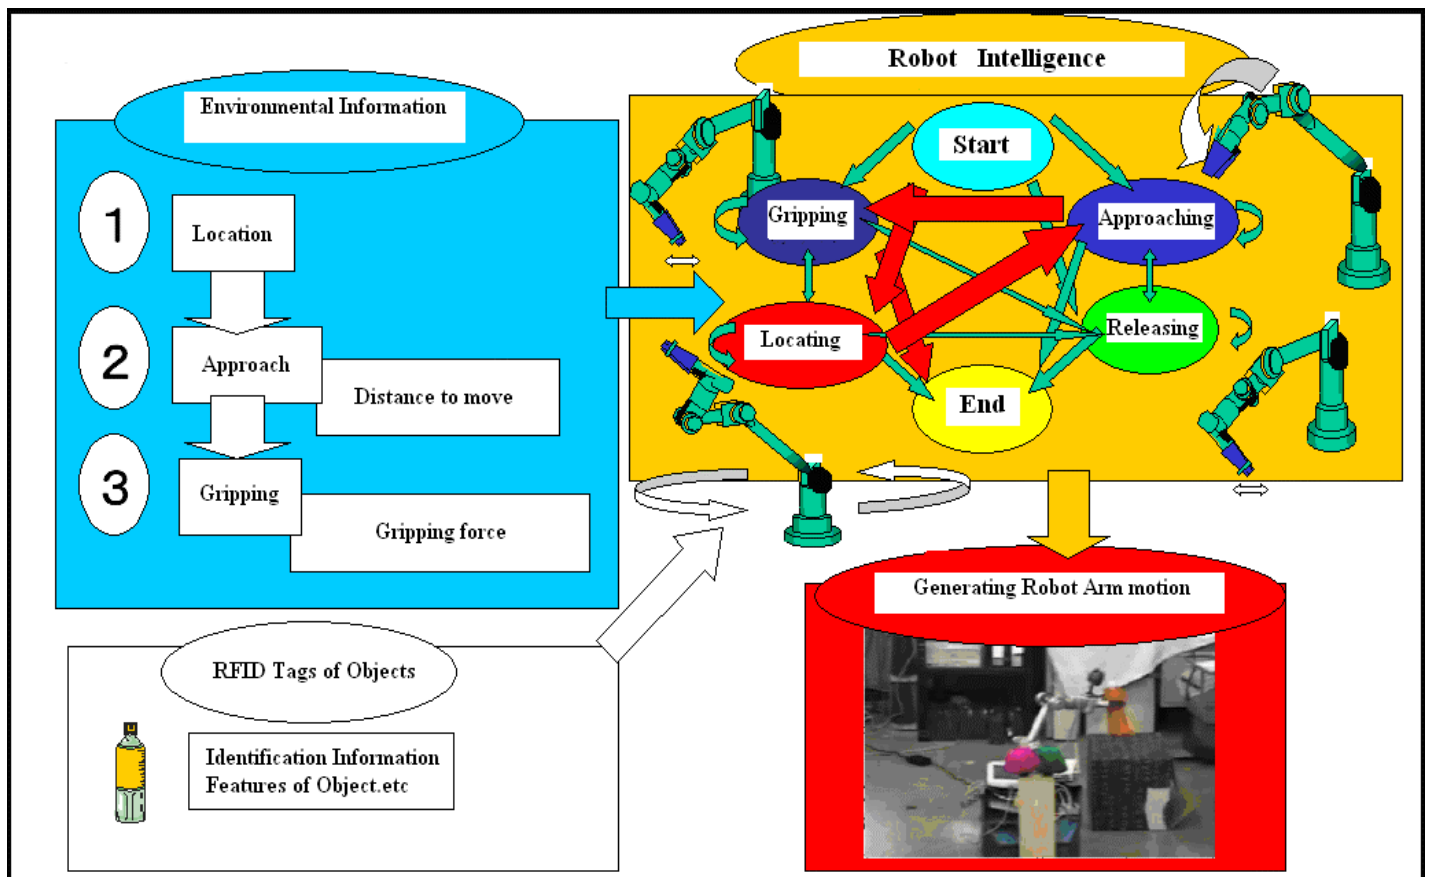 Environmental Information
1
Location
2
Approach
Distance to move
3
Gripping
Gripping force
RFID Tags of Objects
Identification Information
Features of Object.etc
Robot Intelligence
Start
Gripping
Approaching
Locating
Releasing
End
Generating Robot Arm motion